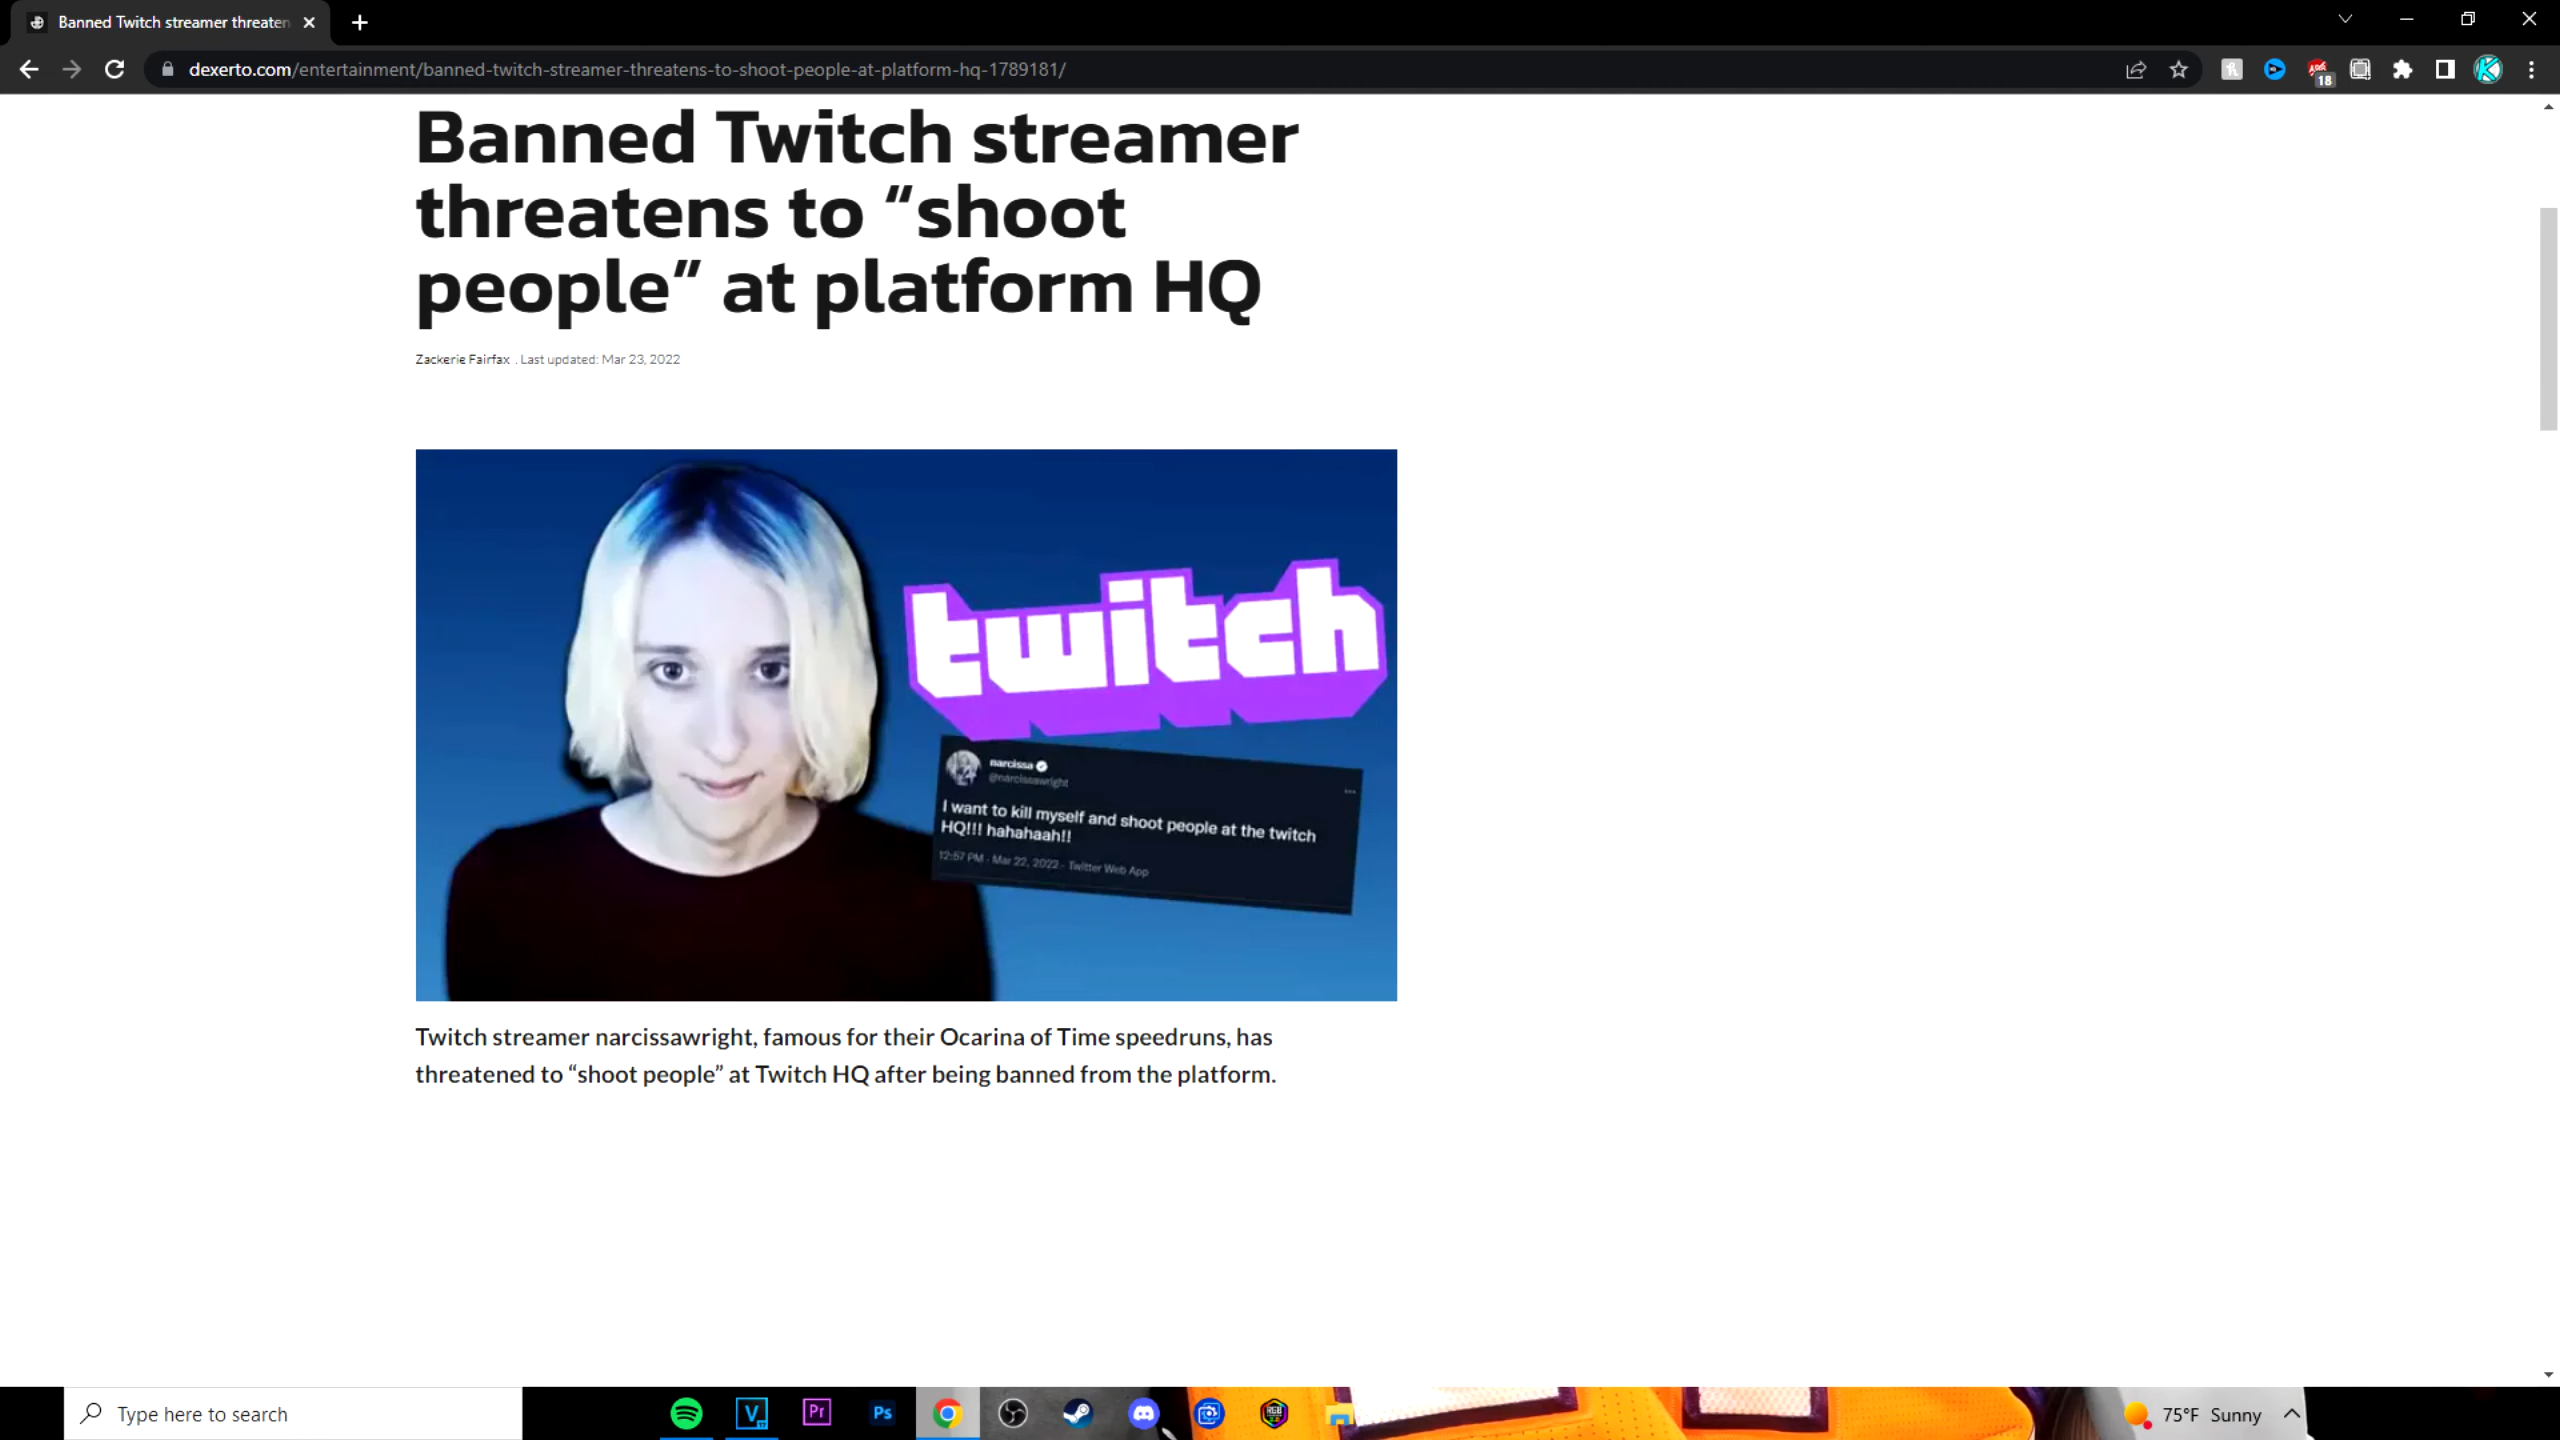 Banned Twitch streamer threaten
dexerto.com/entertainment/banned-twitch-streamer-threatens-to-shoot-people-at-platform-hq-1789181/
18
Banned Twitch streamer
threatens to “shoot
people” at platform HQ
Zackerie Fairfax . Last updated: Mar 23, 2022
twitch
narcissa
@narcissawright
I want to kill myself and shoot people at the twitch
HQ!!! hahahaah!!
12:57 PM · Mar 22, 2022 · Twitter Web App
Twitch streamer narcissawright, famous for their Ocarina of Time speedruns, has
threatened to “shoot people” at Twitch HQ after being banned from the platform.
Type here to search
V
Pr
Ps
75°F Sunny